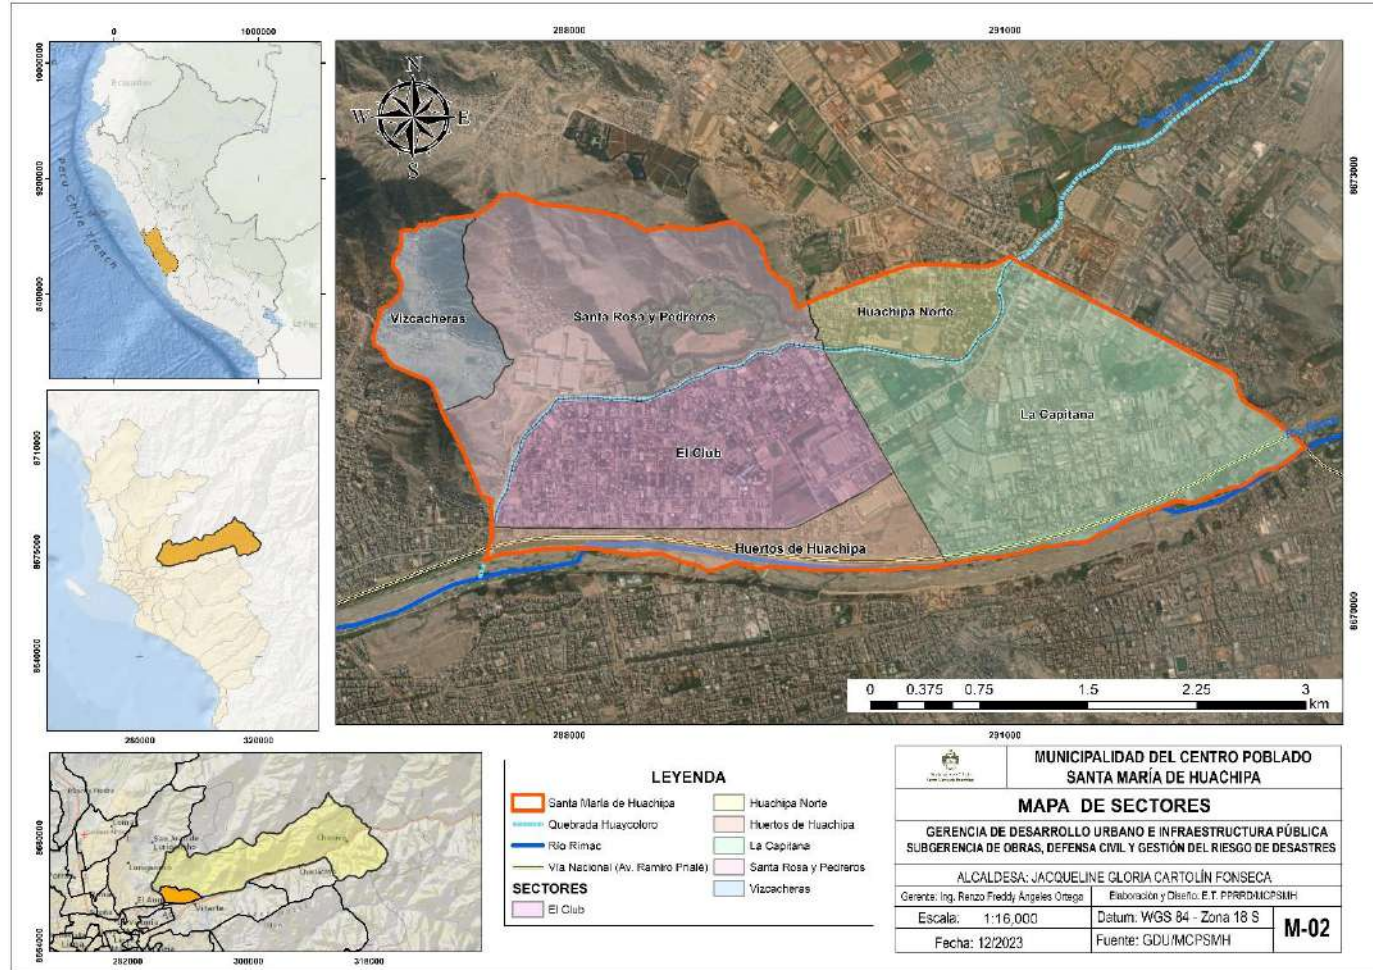 0
1000000
288000
291000
10000000
9200000
8400000
Ecuador
Perú
Peru Chile Trench
La Paz
N
W
E
S
8673000
8670000
Vizcacheras
Santa Rosa y Pedreros
Huachipa Norte
La Capitana
El Club
Huertos de Huachipa
0 0.375 0.75 1.5 2.25 3
km
288000
291000
8710000
8675000
8640000
280000
320000
8680000
8664000
282000
300000
318000
LEYENDA
Santa María de Huachipa
Quebrada Huaycoloro
Río Rímac
Vía Nacional (Av. Ramiro Prialé)
SECTORES
El Club
Huachipa Norte
Huertos de Huachipa
La Capitana
Santa Rosa y Pedreros
Vizcacheras
MUNICIPALIDAD DEL CENTRO POBLADO
SANTA MARÍA DE HUACHIPA
MAPA DE SECTORES
GERENCIA DE DESARROLLO URBANO E INFRAESTRUCTURA PÚBLICA
SUBGERENCIA DE OBRAS, DEFENSA CIVIL Y GESTIÓN DEL RIESGO DE DESASTRES
ALCALDESA: JACQUELINE GLORIA CARTOLÍN FONSECA
Gerente: Ing. Renzo Freddy Angeles Ortega
Elaboración y Diseño: E.T. PPRRD/MCPSMH
Escala: 1:16,000
Datum: WGS 84 - Zona 18 S
Fecha: 12/2023
Fuente: GDU/MCPSMH
M-02